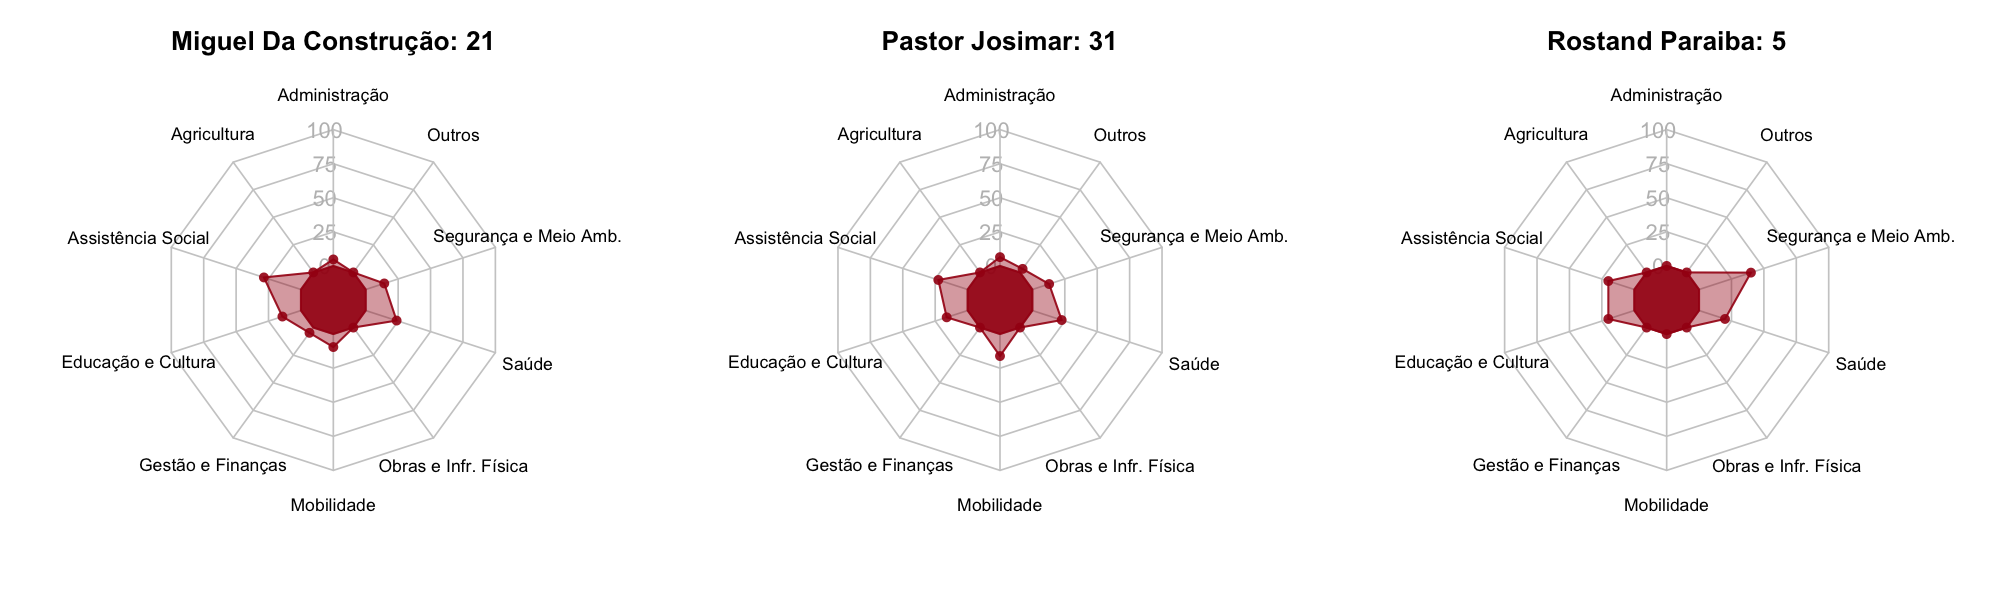 Miguel Da Construção: 21
Administração
Agricultura
Outros
100
75
50
25
0
Assistência Social
Segurança e Meio Amb.
Educação e Cultura
Saúde
Gestão e Finanças
Obras e Infr. Física
Mobilidade
Pastor Josimar: 31
Administração
Agricultura
Outros
100
75
50
25
0
Assistência Social
Segurança e Meio Amb.
Educação e Cultura
Saúde
Gestão e Finanças
Obras e Infr. Física
Mobilidade
Rostand Paraiba: 5
Administração
Agricultura
Outros
100
75
50
25
0
Assistência Social
Segurança e Meio Amb.
Educação e Cultura
Saúde
Gestão e Finanças
Obras e Infr. Física
Mobilidade